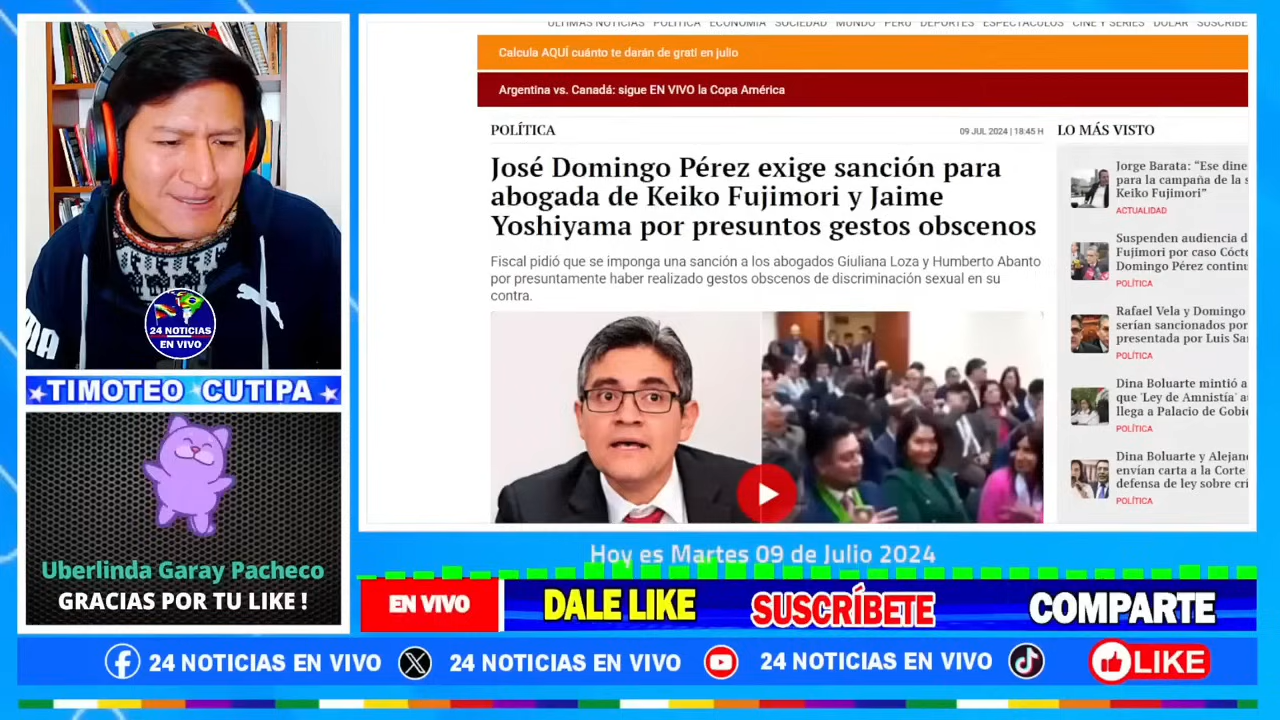 ÚLTIMAS NOTICIAS POLÍTICA ECONOMÍA SOCIEDAD MUNDO PERÚ DEPORTES ESPECTÁCULOS CINE Y SERIES DÓLAR SUSCRIBE
Calcula AQUÍ cuánto te darán de grati en julio
Argentina vs. Canadá: sigue EN VIVO la Copa América
POLÍTICA
09 JUL 2024 | 18:45 H
José Domingo Pérez exige sanción para
abogada de Keiko Fujimori y Jaime
Yoshiyama por presuntos gestos obscenos
Fiscal pidió que se imponga una sanción a los abogados Giuliana Loza y Humberto Abanto
por presuntamente haber realizado gestos obscenos de discriminación sexual en su
contra.
LO MÁS VISTO
Jorge Barata: “Ese dine
para la campaña de la s
Keiko Fujimori”
ACTUALIDAD
Suspenden audiencia d
Fujimori por caso Cócte
Domingo Pérez continu
POLÍTICA
Rafael Vela y Domingo
serían sancionados por
presentada por Luis Sa
POLÍTICA
Dina Boluarte mintió a
que 'Ley de Amnistía' a
llega a Palacio de Gobie
POLÍTICA
Dina Boluarte y Alejan
envían carta a la Corte
defensa de ley sobre crí
POLÍTICA
24 NOTICIAS
EN VIVO
TIMOTEO CUTIPA
Uberlinda Garay Pacheco
GRACIAS POR TU LIKE !
Hoy es Martes 09 de Julio 2024
EN VIVO DALE LIKE SUSCRÍBETE COMPARTE
24 NOTICIAS EN VIVO 24 NOTICIAS EN VIVO 24 NOTICIAS EN VIVO LIKE